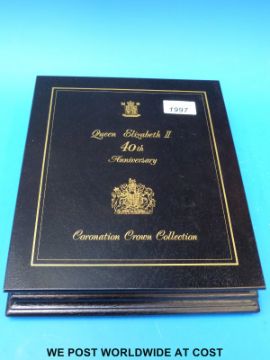 1997
Queen Elizabeth II
40th
Anniversary
Coronation Crown Collection
WE POST WORLDWIDE AT COST